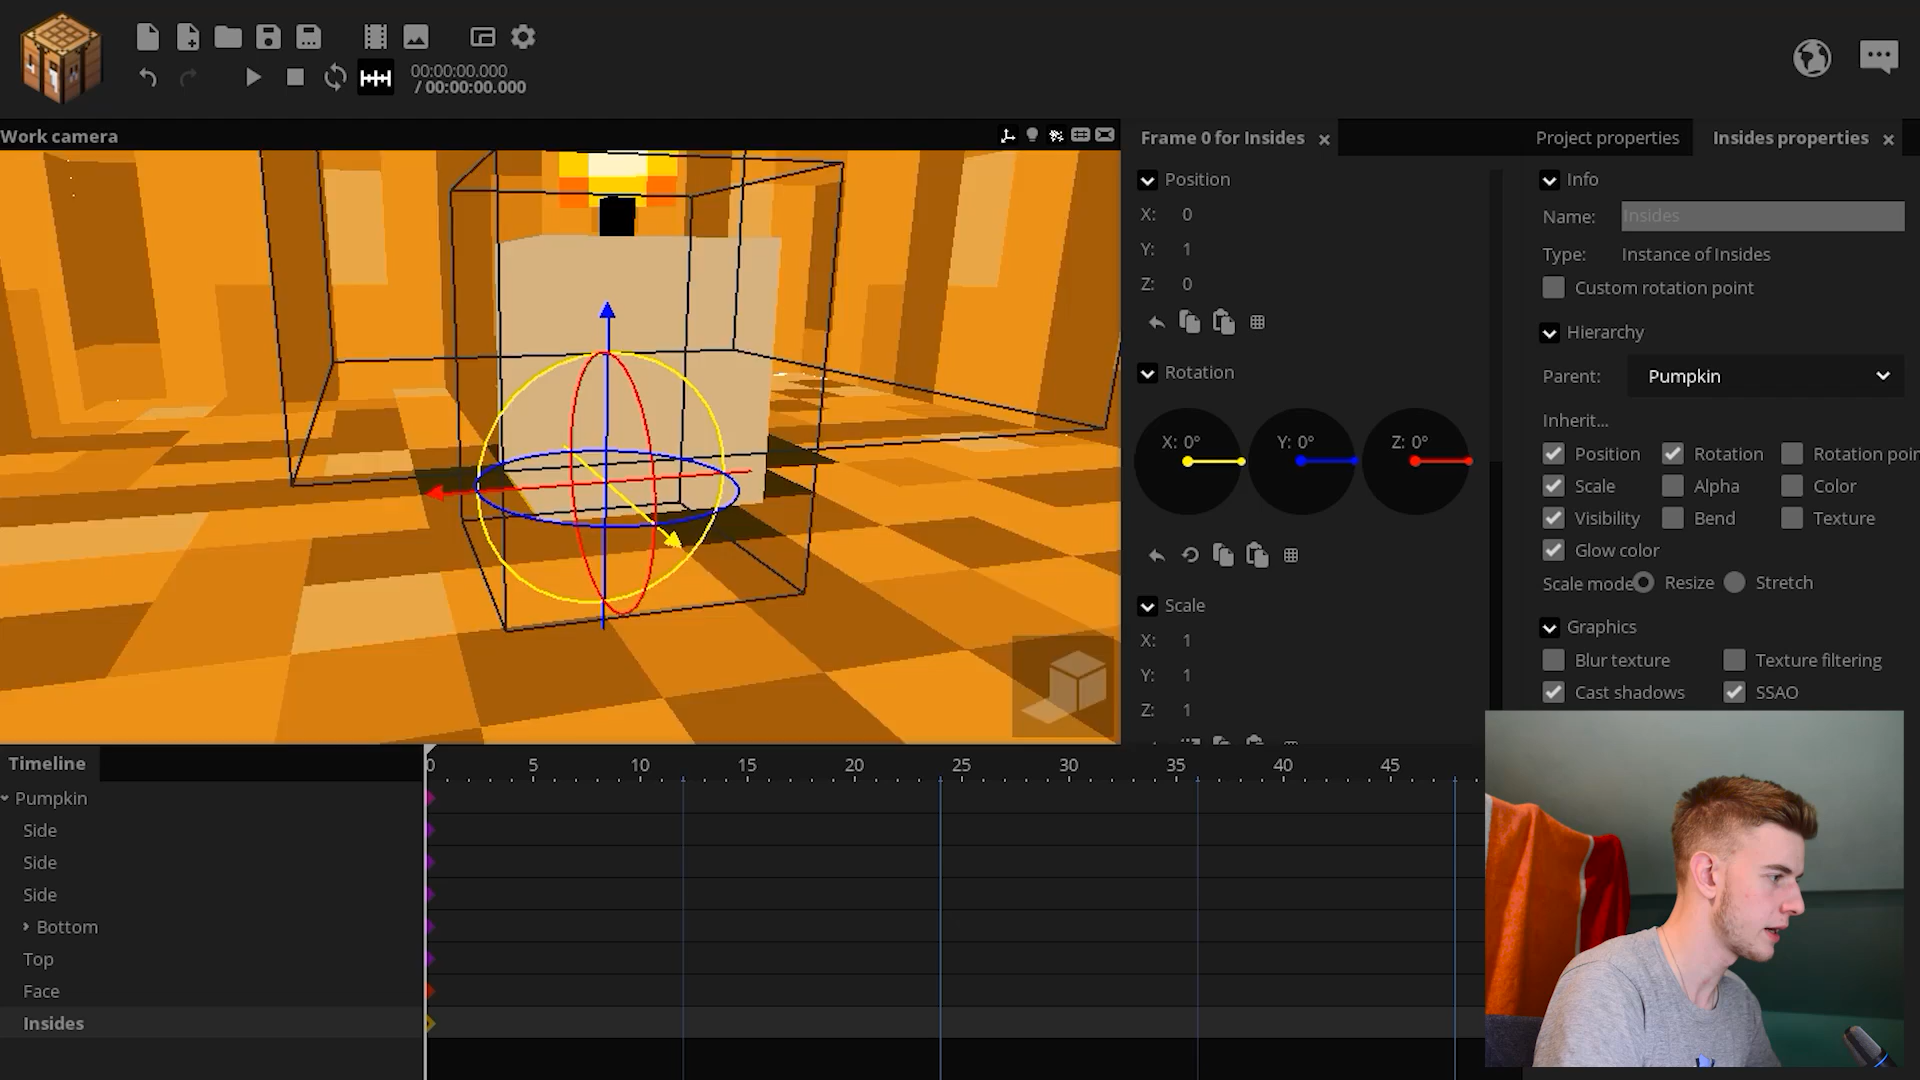 00:00:00.000
/ 00:00:00.000
Work camera
Frame 0 for Insides
Position
X: 0
Y: 1
Z: 0
Rotation
X: 0°
Y: 0°
Z: 0°
Scale
X: 1
Y: 1
Z: 1
Project properties
Insides properties
Info
Name: Insides
Type: Instance of Insides
Custom rotation point
Hierarchy
Parent: Pumpkin
Inherit...
Position Rotation Rotation poin
Scale Alpha Color
Visibility Bend Texture
Glow color
Scale mode Resize Stretch
Graphics
Blur texture Texture filtering
Cast shadows SSAO
Timeline
0 5 10 15 20 25 30 35 40 45
Pumpkin
Side
Side
Side
Bottom
Top
Face
Insides